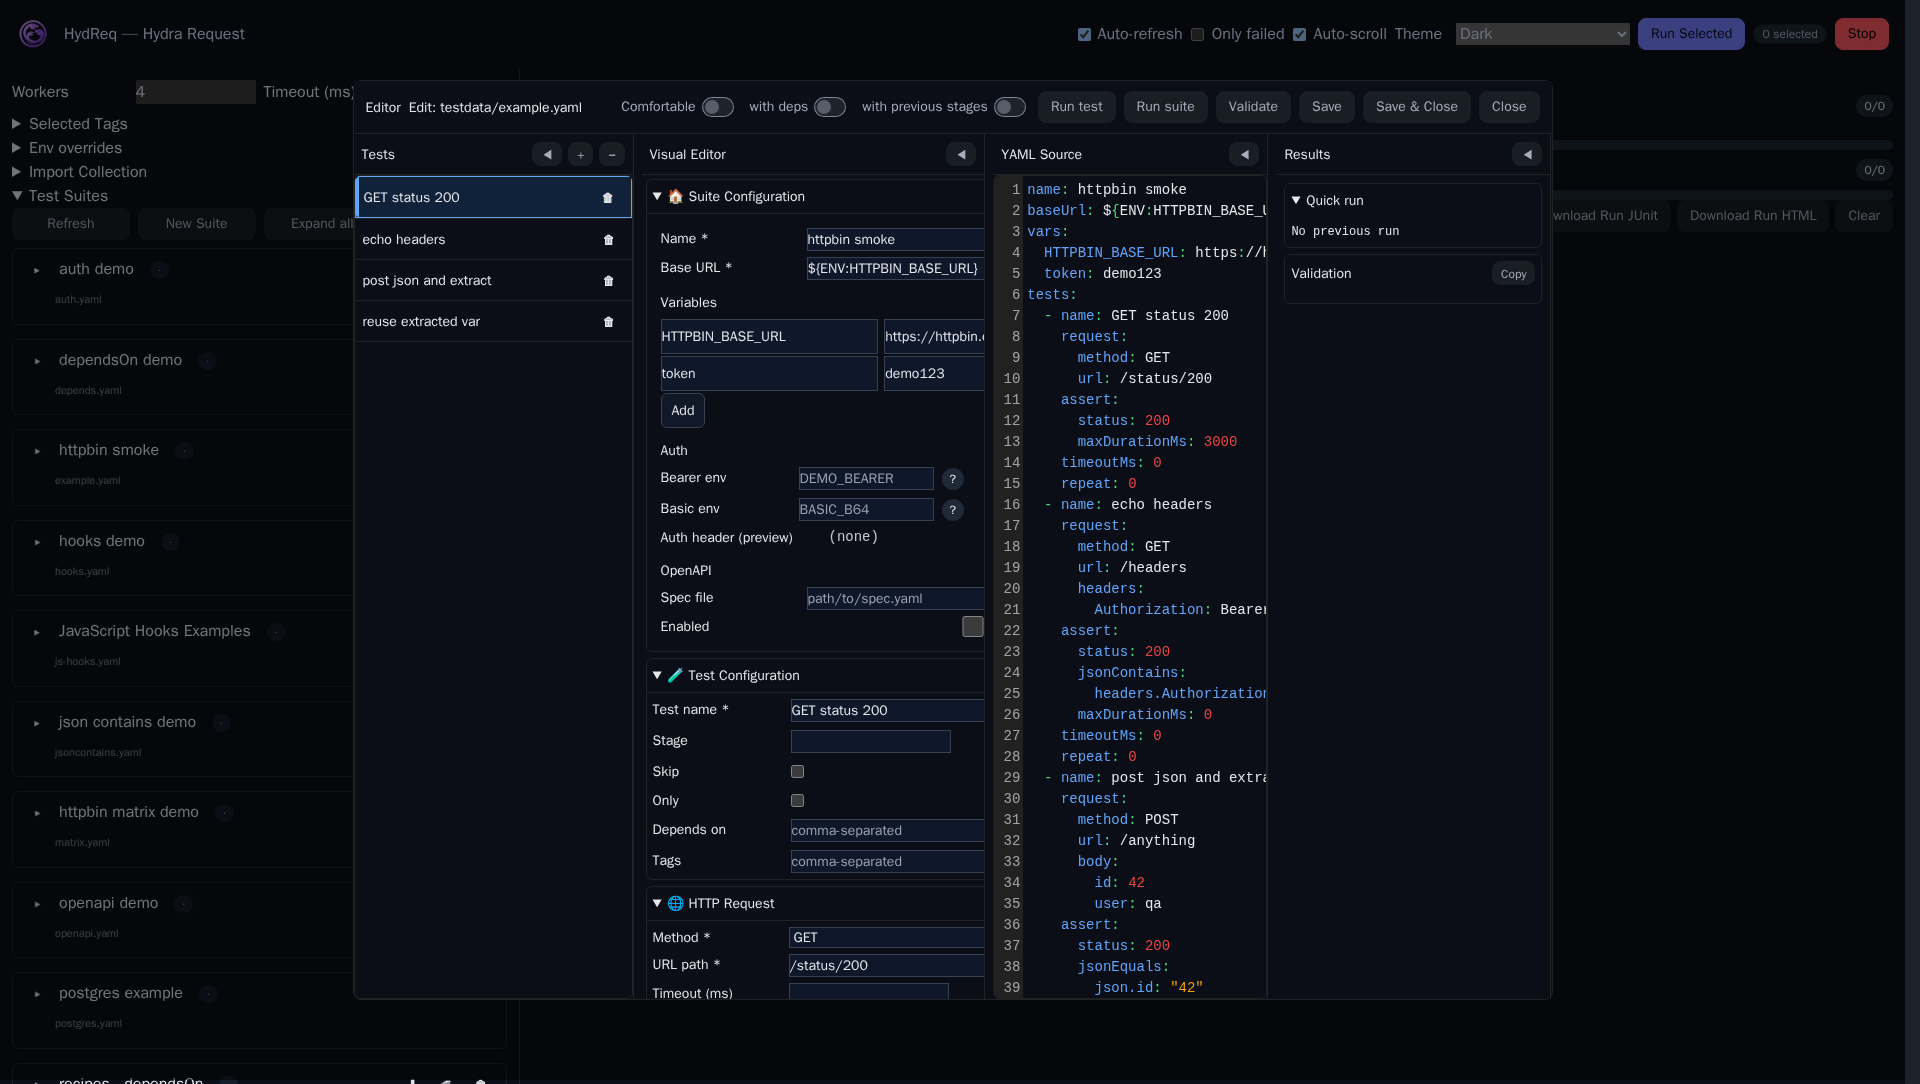 HydReq — Hydra Request
Auto-refresh
Only failed
Auto-scroll
Theme
Dark
Run Selected
0 selected
Stop
Workers
4
Timeout (ms)
Selected Tags
Env overrides
Import Collection
Test Suites
Refresh
New Suite
Expand all
auth demo
auth.yaml
dependsOn demo
depends.yaml
httpbin smoke
example.yaml
hooks demo
hooks.yaml
JavaScript Hooks Examples
js-hooks.yaml
json contains demo
jsoncontains.yaml
httpbin matrix demo
matrix.yaml
openapi demo
openapi.yaml
postgres example
postgres.yaml
recipes - dependsOn
0/0
0/0
wnload Run JUnit
Download Run HTML
Clear
Editor
Edit: testdata/example.yaml
Comfortable
with deps
with previous stages
Run test
Run suite
Validate
Save
Save & Close
Close
Tests
GET status 200
echo headers
post json and extract
reuse extracted var
Visual Editor
Suite Configuration
Name *
httpbin smoke
Base URL *
${ENV:HTTPBIN_BASE_URL}
Variables
HTTPBIN_BASE_URL
https://httpbin.
token
demo123
Add
Auth
Bearer env
DEMO_BEARER
?
Basic env
BASIC_B64
?
Auth header (preview)
(none)
OpenAPI
Spec file
path/to/spec.yaml
Enabled
Test Configuration
Test name *
GET status 200
Stage
Skip
Only
Depends on
comma-separated
Tags
comma-separated
HTTP Request
Method *
GET
URL path *
/status/200
Timeout (ms)
YAML Source
1 name: httpbin smoke
2 baseUrl: ${ENV:HTTPBIN_BASE_U
3 vars:
4 HTTPBIN_BASE_URL: https://h
5 token: demo123
6 tests:
7 - name: GET status 200
8 request:
9 method: GET
10 url: /status/200
11 assert:
12 status: 200
13 maxDurationMs: 3000
14 timeoutMs: 0
15 repeat: 0
16 - name: echo headers
17 request:
18 method: GET
19 url: /headers
20 headers:
21 Authorization: Bearer
22 assert:
23 status: 200
24 jsonContains:
25 headers.Authorization
26 maxDurationMs: 0
27 timeoutMs: 0
28 repeat: 0
29 - name: post json and extra
30 request:
31 method: POST
32 url: /anything
33 body:
34 id: 42
35 user: qa
36 assert:
37 status: 200
38 jsonEquals:
39 json.id: "42"
Results
Quick run
No previous run
Validation
Copy